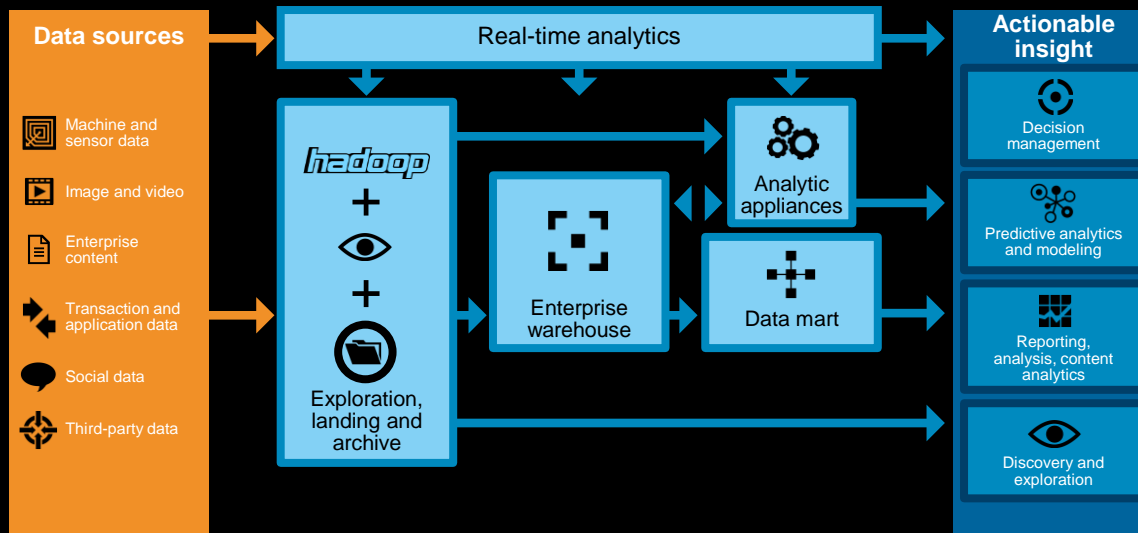 Data sources
Machine and
sensor data
Image and video
Enterprise
content
Transaction and
application data
Social data
Third-party data
Real-time analytics
hadoop
+
+
Exploration,
landing and
archive
Enterprise
warehouse
Analytic
appliances
Data mart
Actionable
insight
Decision
management
Predictive analytics
and modeling
Reporting,
analysis, content
analytics
Discovery and
exploration